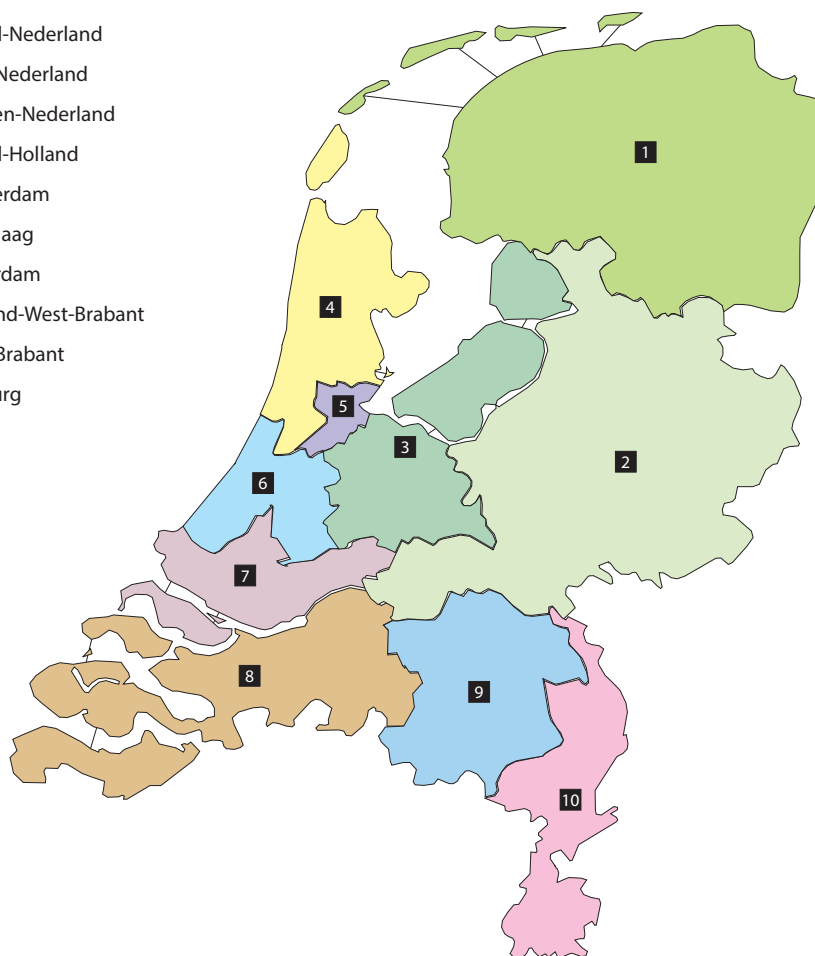 l-Nederland
Nederland
en-Nederland
l-Holland
erdam
aag
rdam
nd-West-Brabant
Brabant
urg
1
2
3
4
5
6
7
8
9
10